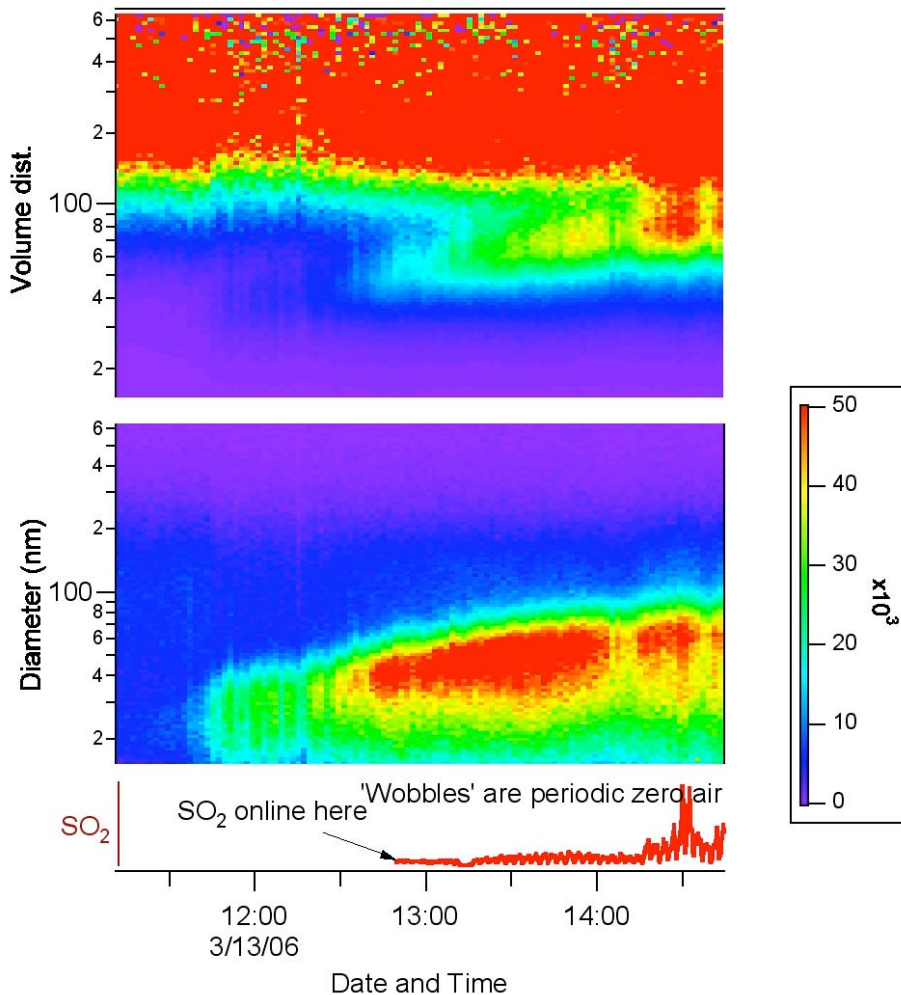 6
4
2
100
8
6
4
2
Volume dist.
6
4
2
100
8
6
4
2
Diameter (nm)
50
40
30
20
10
0
x10³
'Wobbles' are periodic zero air
SO₂ online here
SO₂
12:00 13:00 14:00
3/13/06
Date and Time